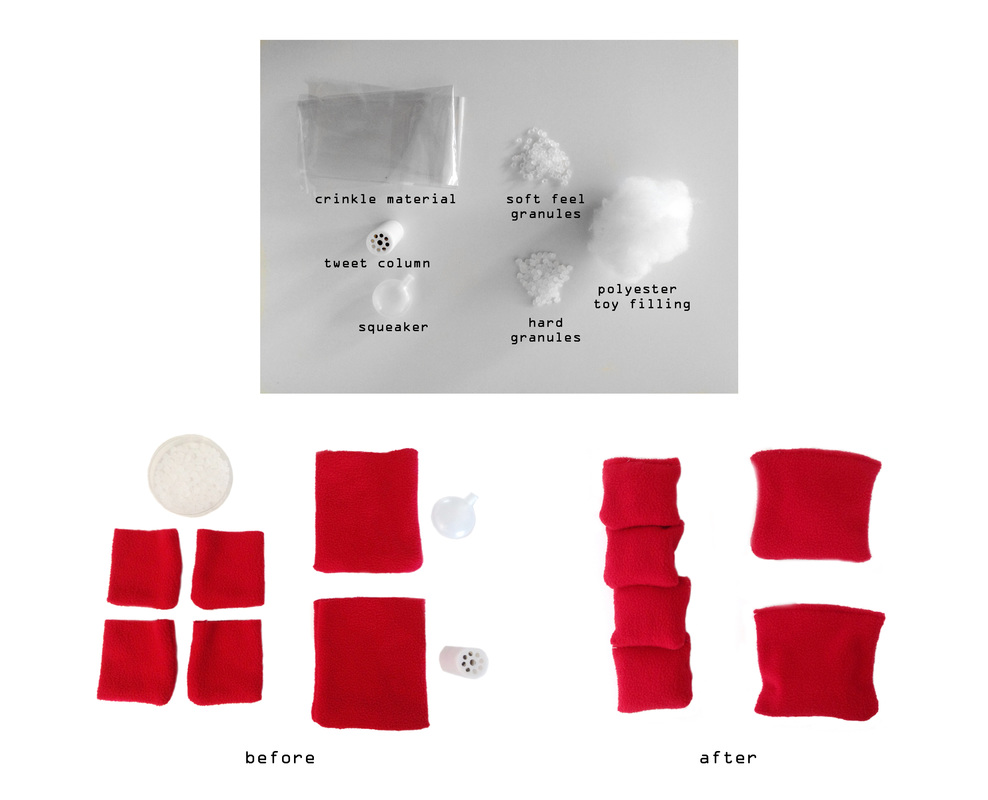 crinkle material
soft feel
granules
tweet column
polyester
toy filling
squeaker
hard
granules
before
after